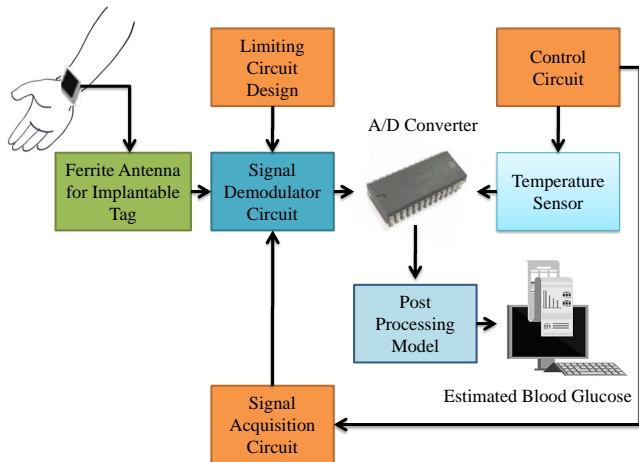 Limiting
Circuit
Design
Control
Circuit
A/D Converter
Ferrite Antenna
for Implantable
Tag
Signal
Demodulator
Circuit
Temperature
Sensor
Post
Processing
Model
Estimated Blood Glucose
Signal
Acquisition
Circuit